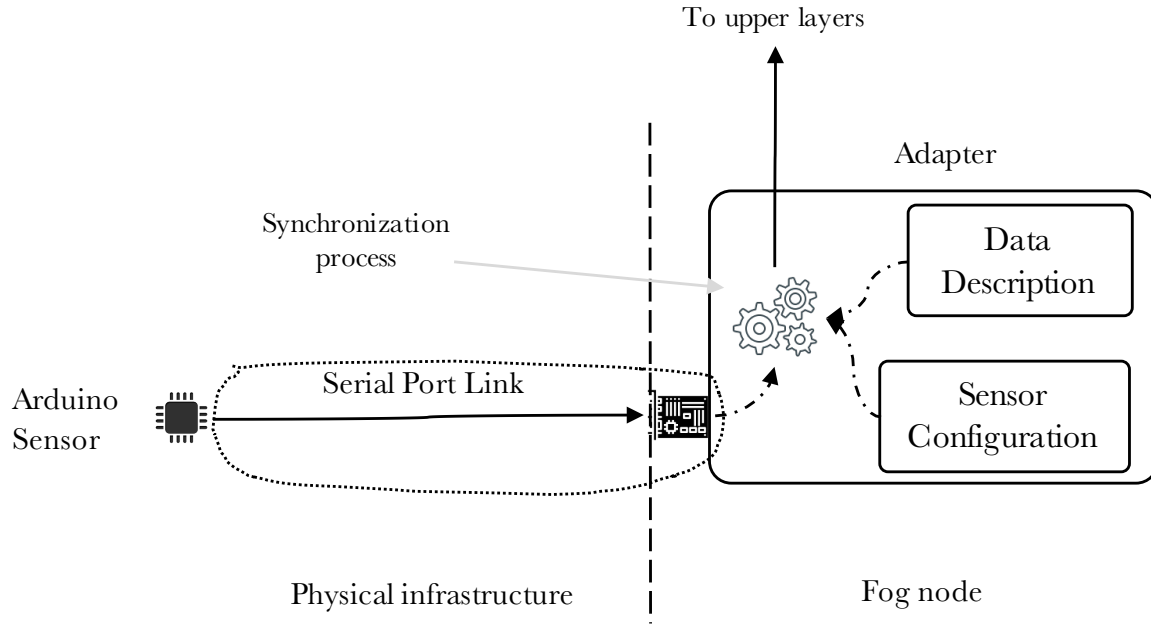 To upper layers
Adapter
Synchronization
process
Data
Description
Serial Port Link
Arduino
Sensor
Sensor
Configuration
Physical infrastructure
Fog node